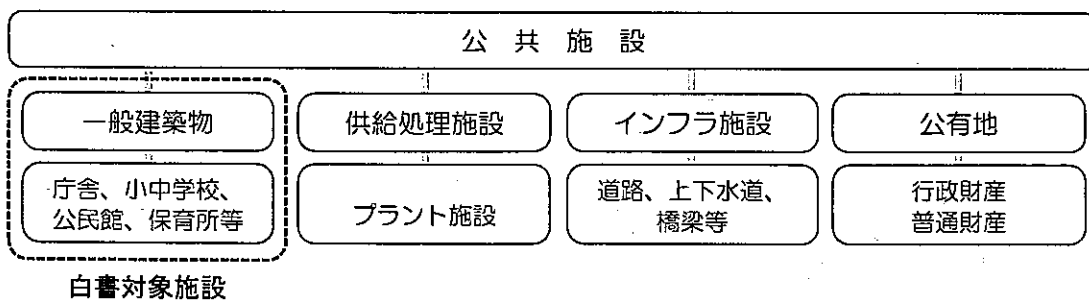 公共施設
一般建築物
供給処理施設
インフラ施設
公有地
庁舎、小中学校、
公民館、保育所等
プラント施設
道路、上下水道、
橋梁等
行政財産
普通財産
白書対象施設